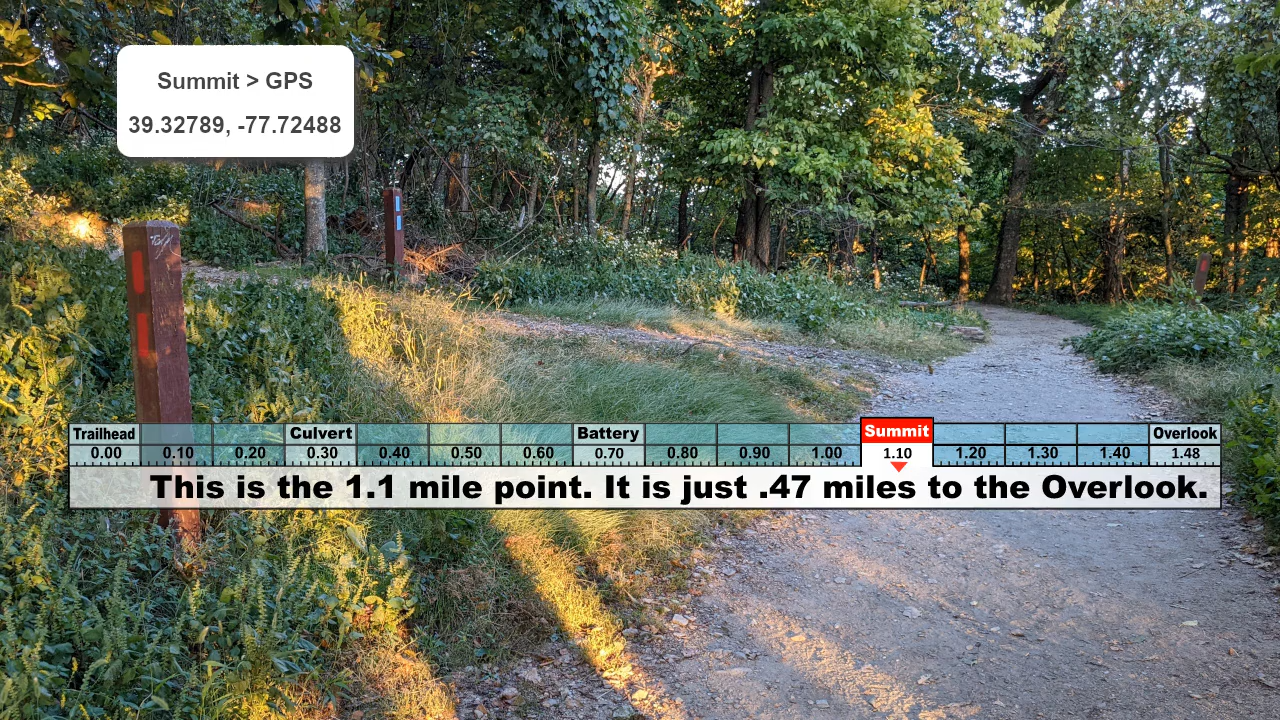 Summit > GPS
39.32789, -77.72488
Trailhead Culvert Battery Summit Overlook
0.00 0.10 0.20 0.30 0.40 0.50 0.60 0.70 0.80 0.90 1.00 1.10 1.20 1.30 1.40 1.48
This is the 1.1 mile point. It is just .47 miles to the Overlook.